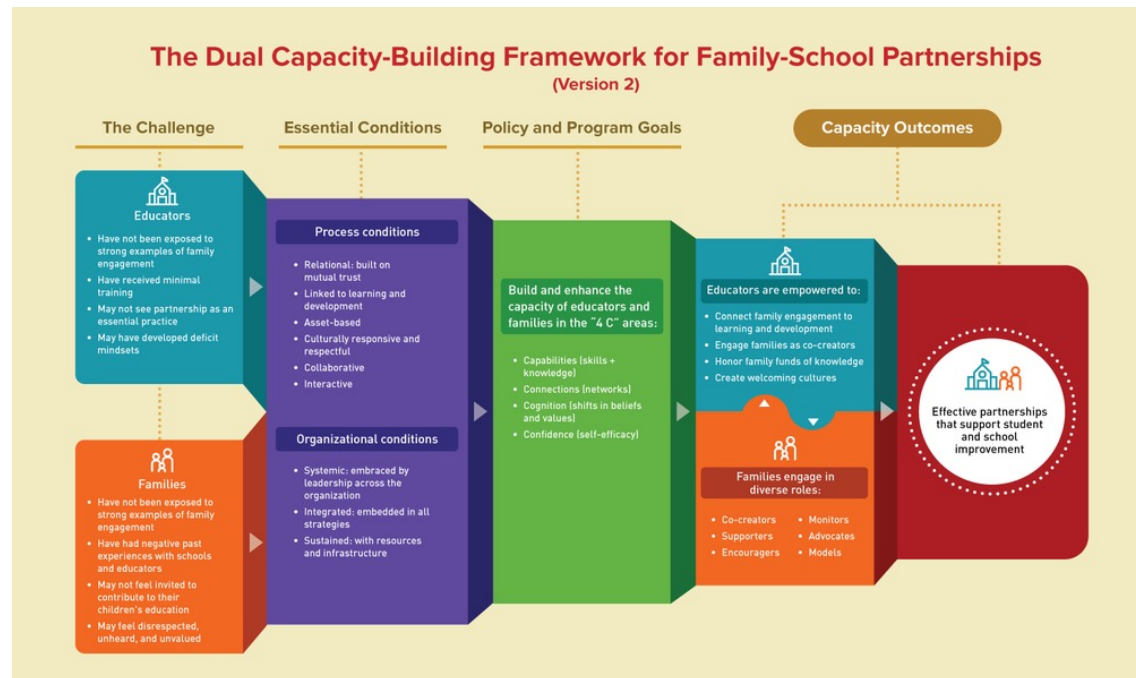 The Dual Capacity-Building Framework for Family-School Partnerships
(Version 2)
The Challenge
Educators
• Have not been exposed to
strong examples of family
engagement
• Have received minimal
training
• May not see partnership as an
essential practice
• May have developed deficit
mindsets
Families
• Have not been exposed to
strong examples of family
engagement
• Have had negative past
experiences with schools
and educators
• May not feel invited to
contribute to their
children's education
• May feel disrespected,
unheard, and unvalued
Essential Conditions
Process conditions
• Relational: built on
mutual trust
• Linked to learning and
development
• Asset-based
• Culturally responsive and
respectful
• Collaborative
• Interactive
Organizational conditions
• Systemic: embraced by
leadership across the
organization
• Integrated: embedded in all
strategies
• Sustained: with resources
and infrastructure
Policy and Program Goals
Build and enhance the
capacity of educators and
families in the "4 C" areas:
• Capabilities (skills +
knowledge)
• Connections (networks)
• Cognition (shifts in beliefs
and values)
• Confidence (self-efficacy)
Capacity Outcomes
Educators are empowered to:
• Connect family engagement to
learning and development
• Engage families as co-creators
• Honor family funds of knowledge
• Create welcoming cultures
Families engage in
diverse roles:
• Co-creators
• Supporters
• Encouragers
• Monitors
• Advocates
• Models
Effective partnerships
that support student
and school
improvement